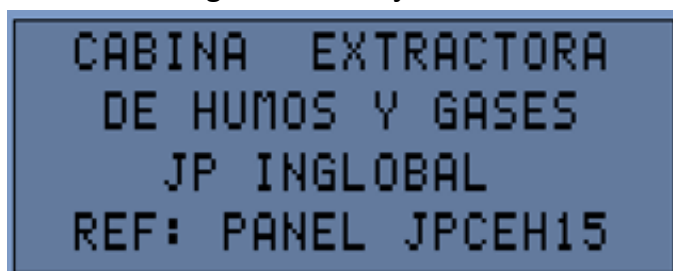 CABINA EXTRACTORA
DE HUMOS Y GASES
JP INGLOBAL
REF: PANEL JPCEH15